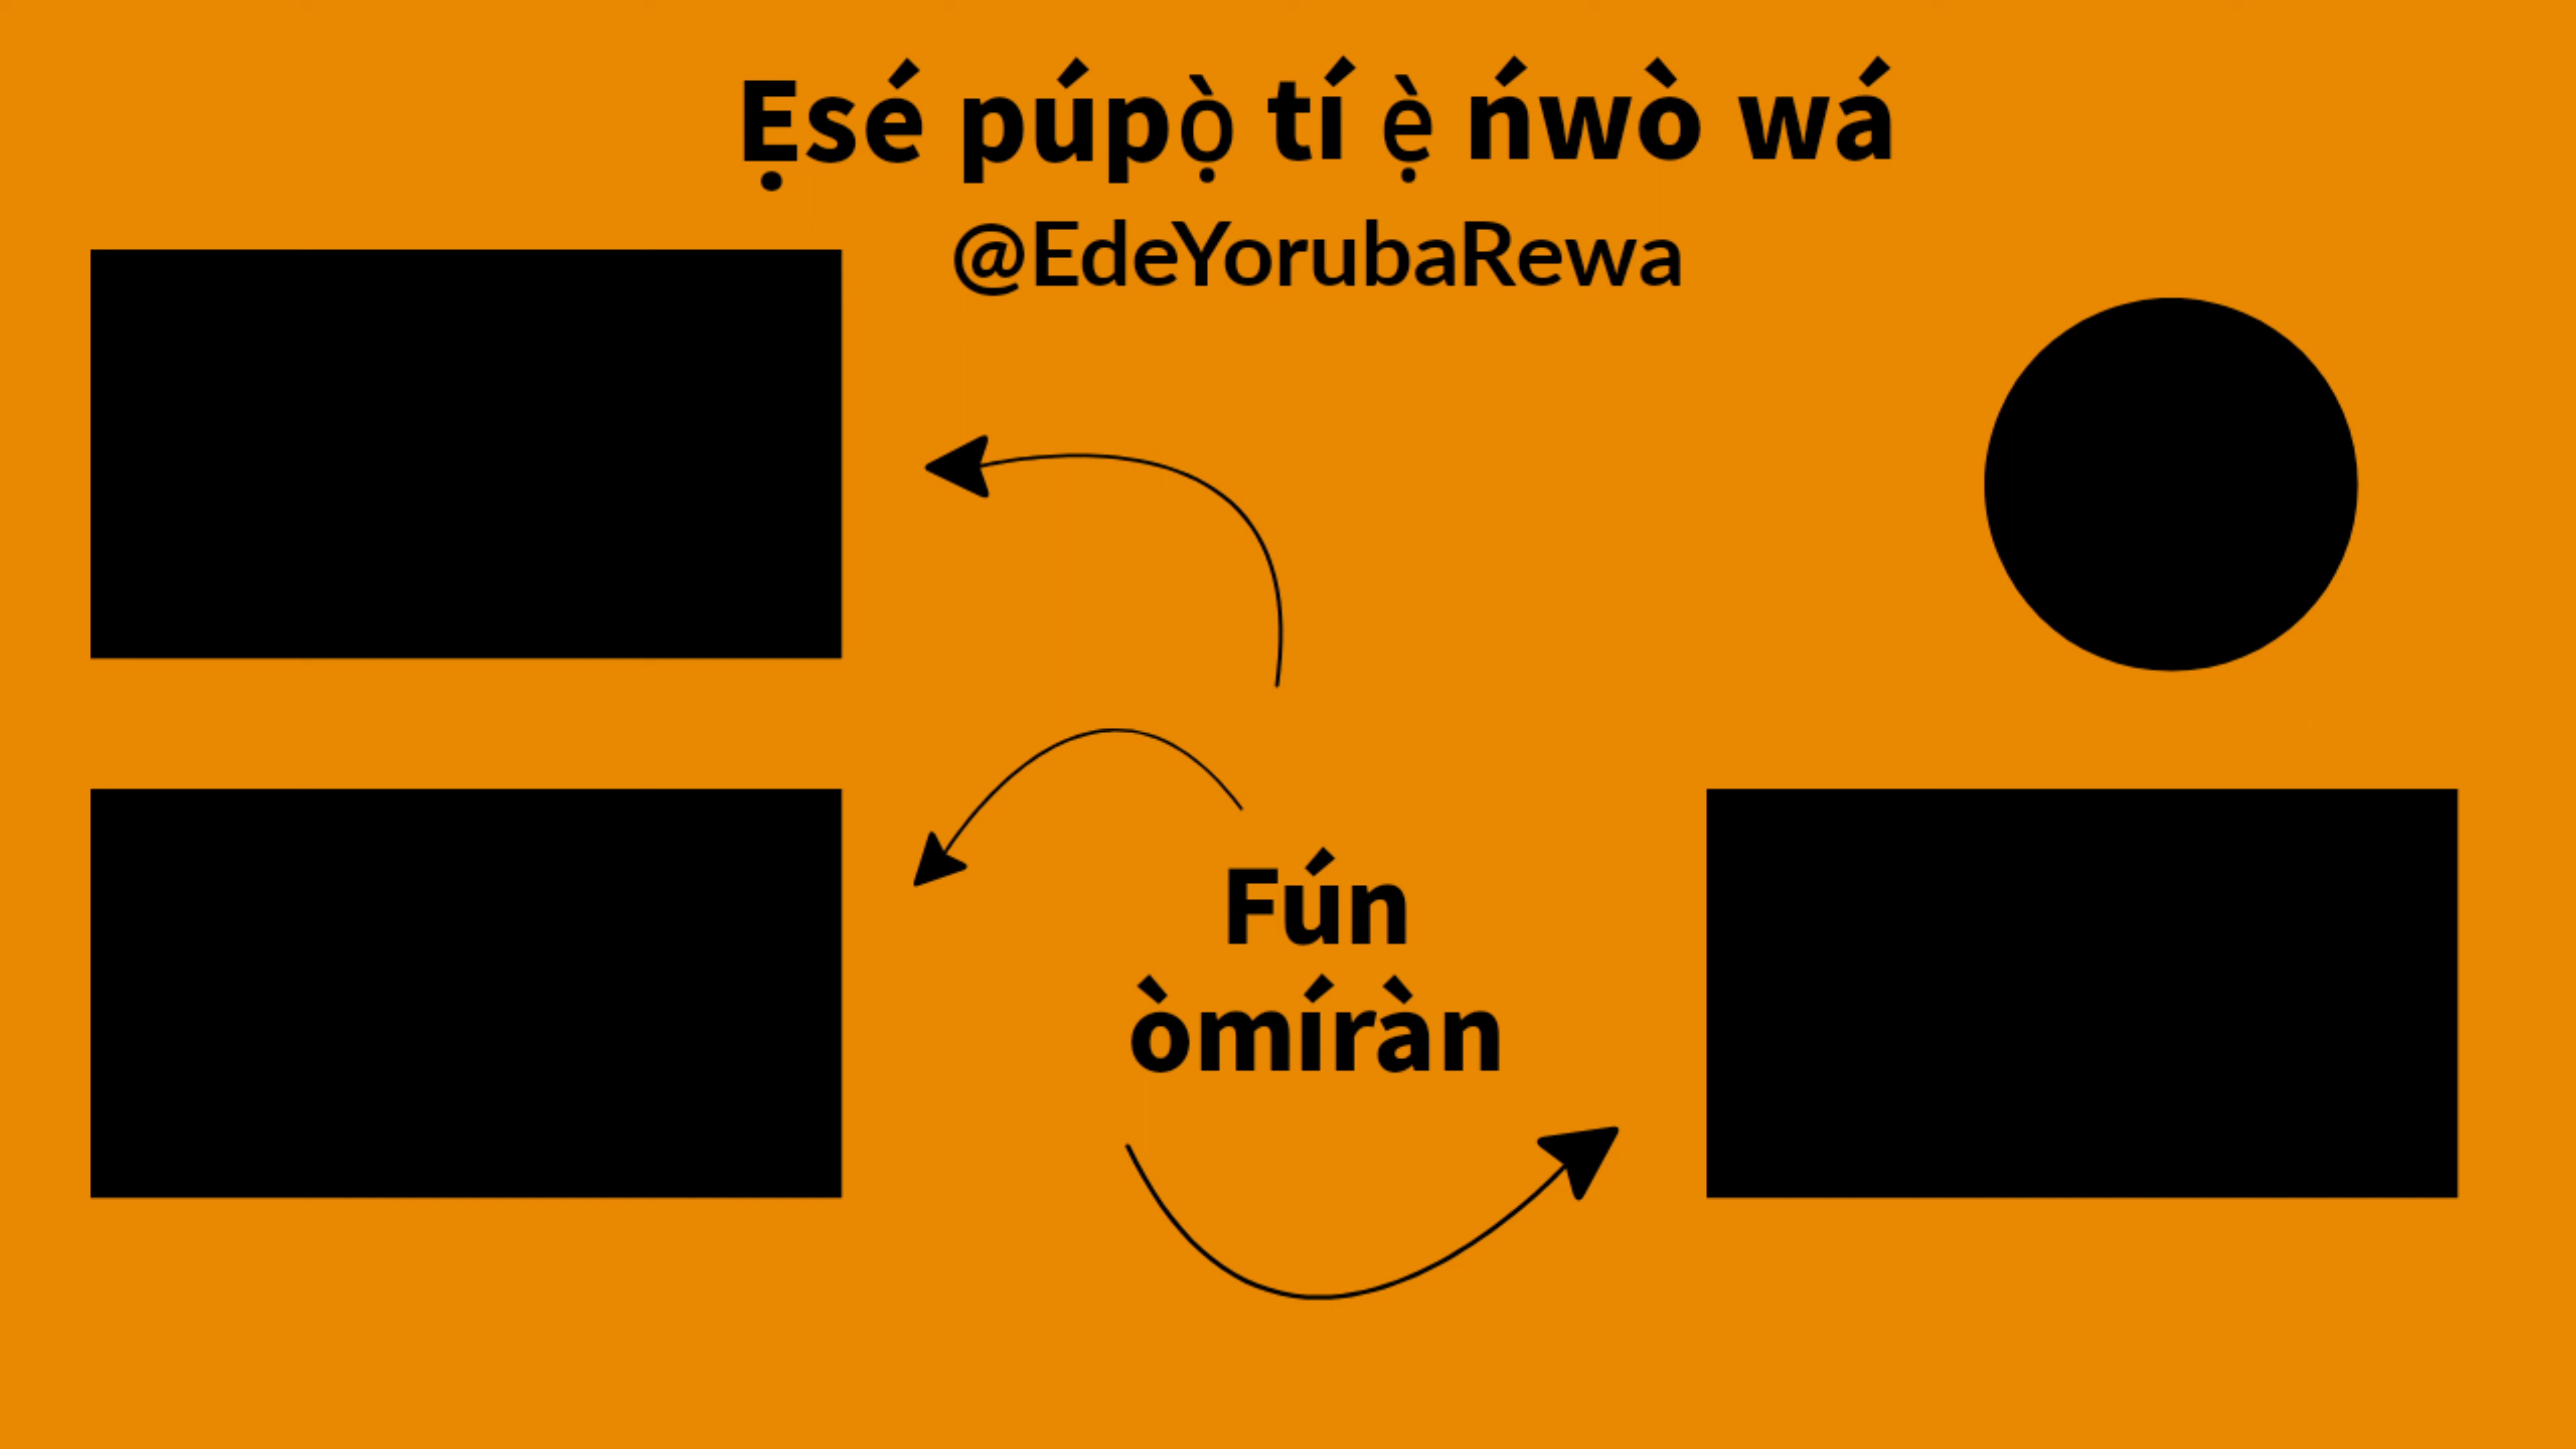 Ẹsé púpọ̀ tí ẹ̀ ńwò wá
@EdeYorubaRewa
Fún
òmíràn